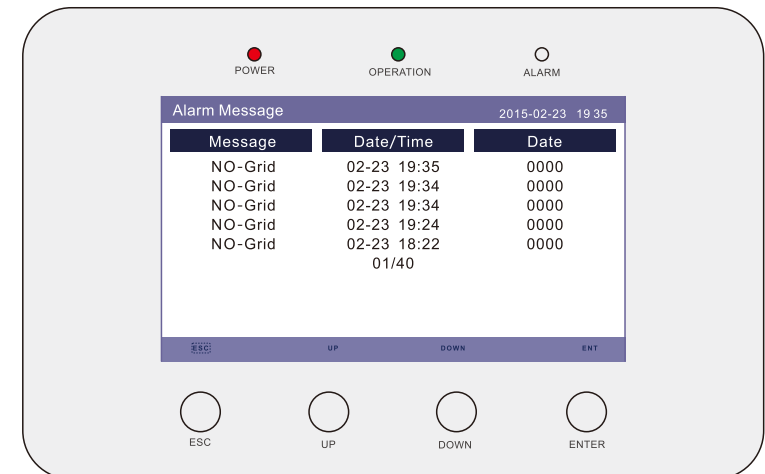 POWER OPERATION ALARM
Alarm Message 2015-02-23 19 35
Message Date/Time Date
NO-Grid 02-23 19:35 0000
NO-Grid 02-23 19:34 0000
NO-Grid 02-23 19:34 0000
NO-Grid 02-23 19:24 0000
NO-Grid 02-23 18:22 0000
01/40
ESC UP DOWN ENT
ESC UP DOWN ENTER